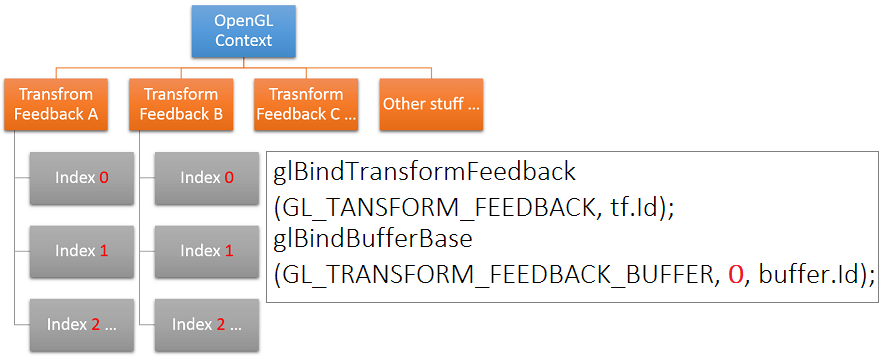 OpenGL
Context
Transfrom
Feedback A
Transform
Feedback B
Trasnform
Feedback C ...
Other stuff ...
Index 0
Index 0
Index 1
Index 1
Index 2 ...
Index 2 ...
glBindTransformFeedback
(GL_TANSFORM_FEEDBACK, tf.Id);
glBindBufferBase
(GL_TRANSFORM_FEEDBACK_BUFFER, 0, buffer.Id);